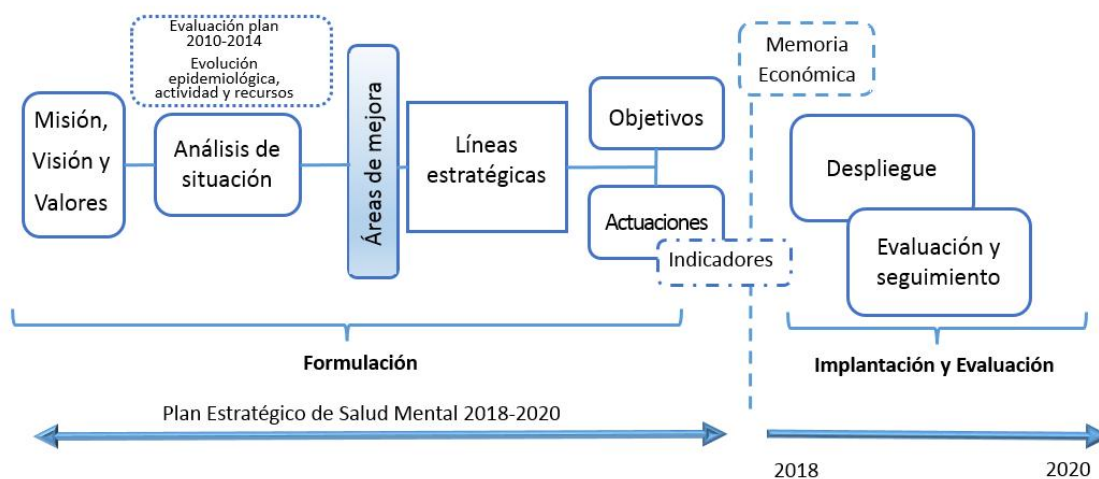 Evaluación plan
2010-2014
Evolución
epidemiológica,
actividad y recursos
Misión,
Visión y
Valores
Análisis de
situación
Áreas de mejora
Líneas
estratégicas
Objetivos
Actuaciones
Indicadores
Memoria
Económica
Despliegue
Evaluación y
seguimiento
Formulación
Implantación y Evaluación
Plan Estratégico de Salud Mental 2018-2020
2018
2020